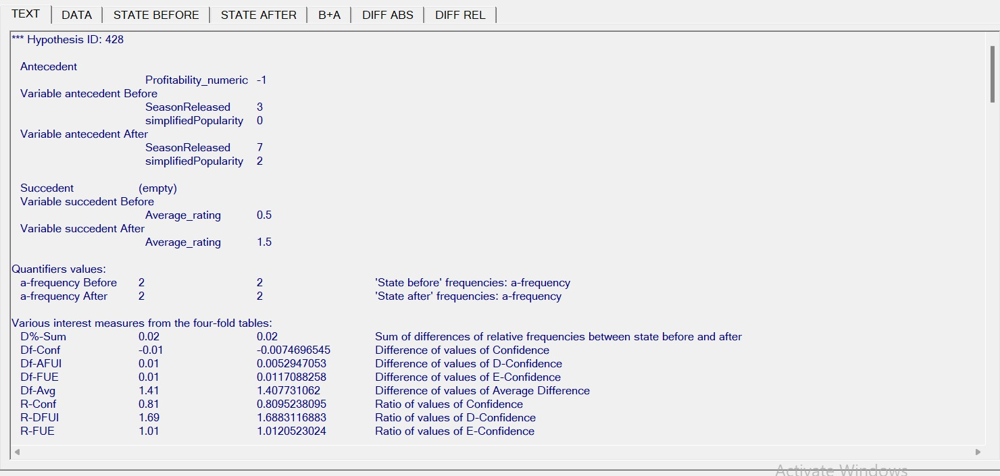 TEXT DATA STATE BEFORE STATE AFTER B+A DIFF ABS DIFF REL
*** Hypothesis ID: 428
Antecedent
Profitability_numeric -1
Variable antecedent Before
SeasonReleased 3
simplifiedPopularity 0
Variable antecedent After
SeasonReleased 7
simplifiedPopularity 2
Succedent (empty)
Variable succedent Before
Average_rating 0.5
Variable succedent After
Average_rating 1.5
Quantifiers values:
a-frequency Before 2 2 'State before' frequencies: a-frequency
a-frequency After 2 2 'State after' frequencies: a-frequency
Various interest measures from the four-fold tables:
D%-Sum 0.02 0.02 Sum of differences of relative frequencies between state before and after
Df-Conf -0.01 -0.0074696545 Difference of values of Confidence
Df-AFUI 0.01 0.0052947053 Difference of values of D-Confidence
Df-FUE 0.01 0.0117088258 Difference of values of E-Confidence
Df-Avg 1.41 1.407731062 Difference of values of Average Difference
R-Conf 0.81 0.8095238095 Ratio of values of Confidence
R-DFUI 1.69 1.6883116883 Ratio of values of D-Confidence
R-FUE 1.01 1.0120523024 Ratio of values of E-Confidence
Activate Windows